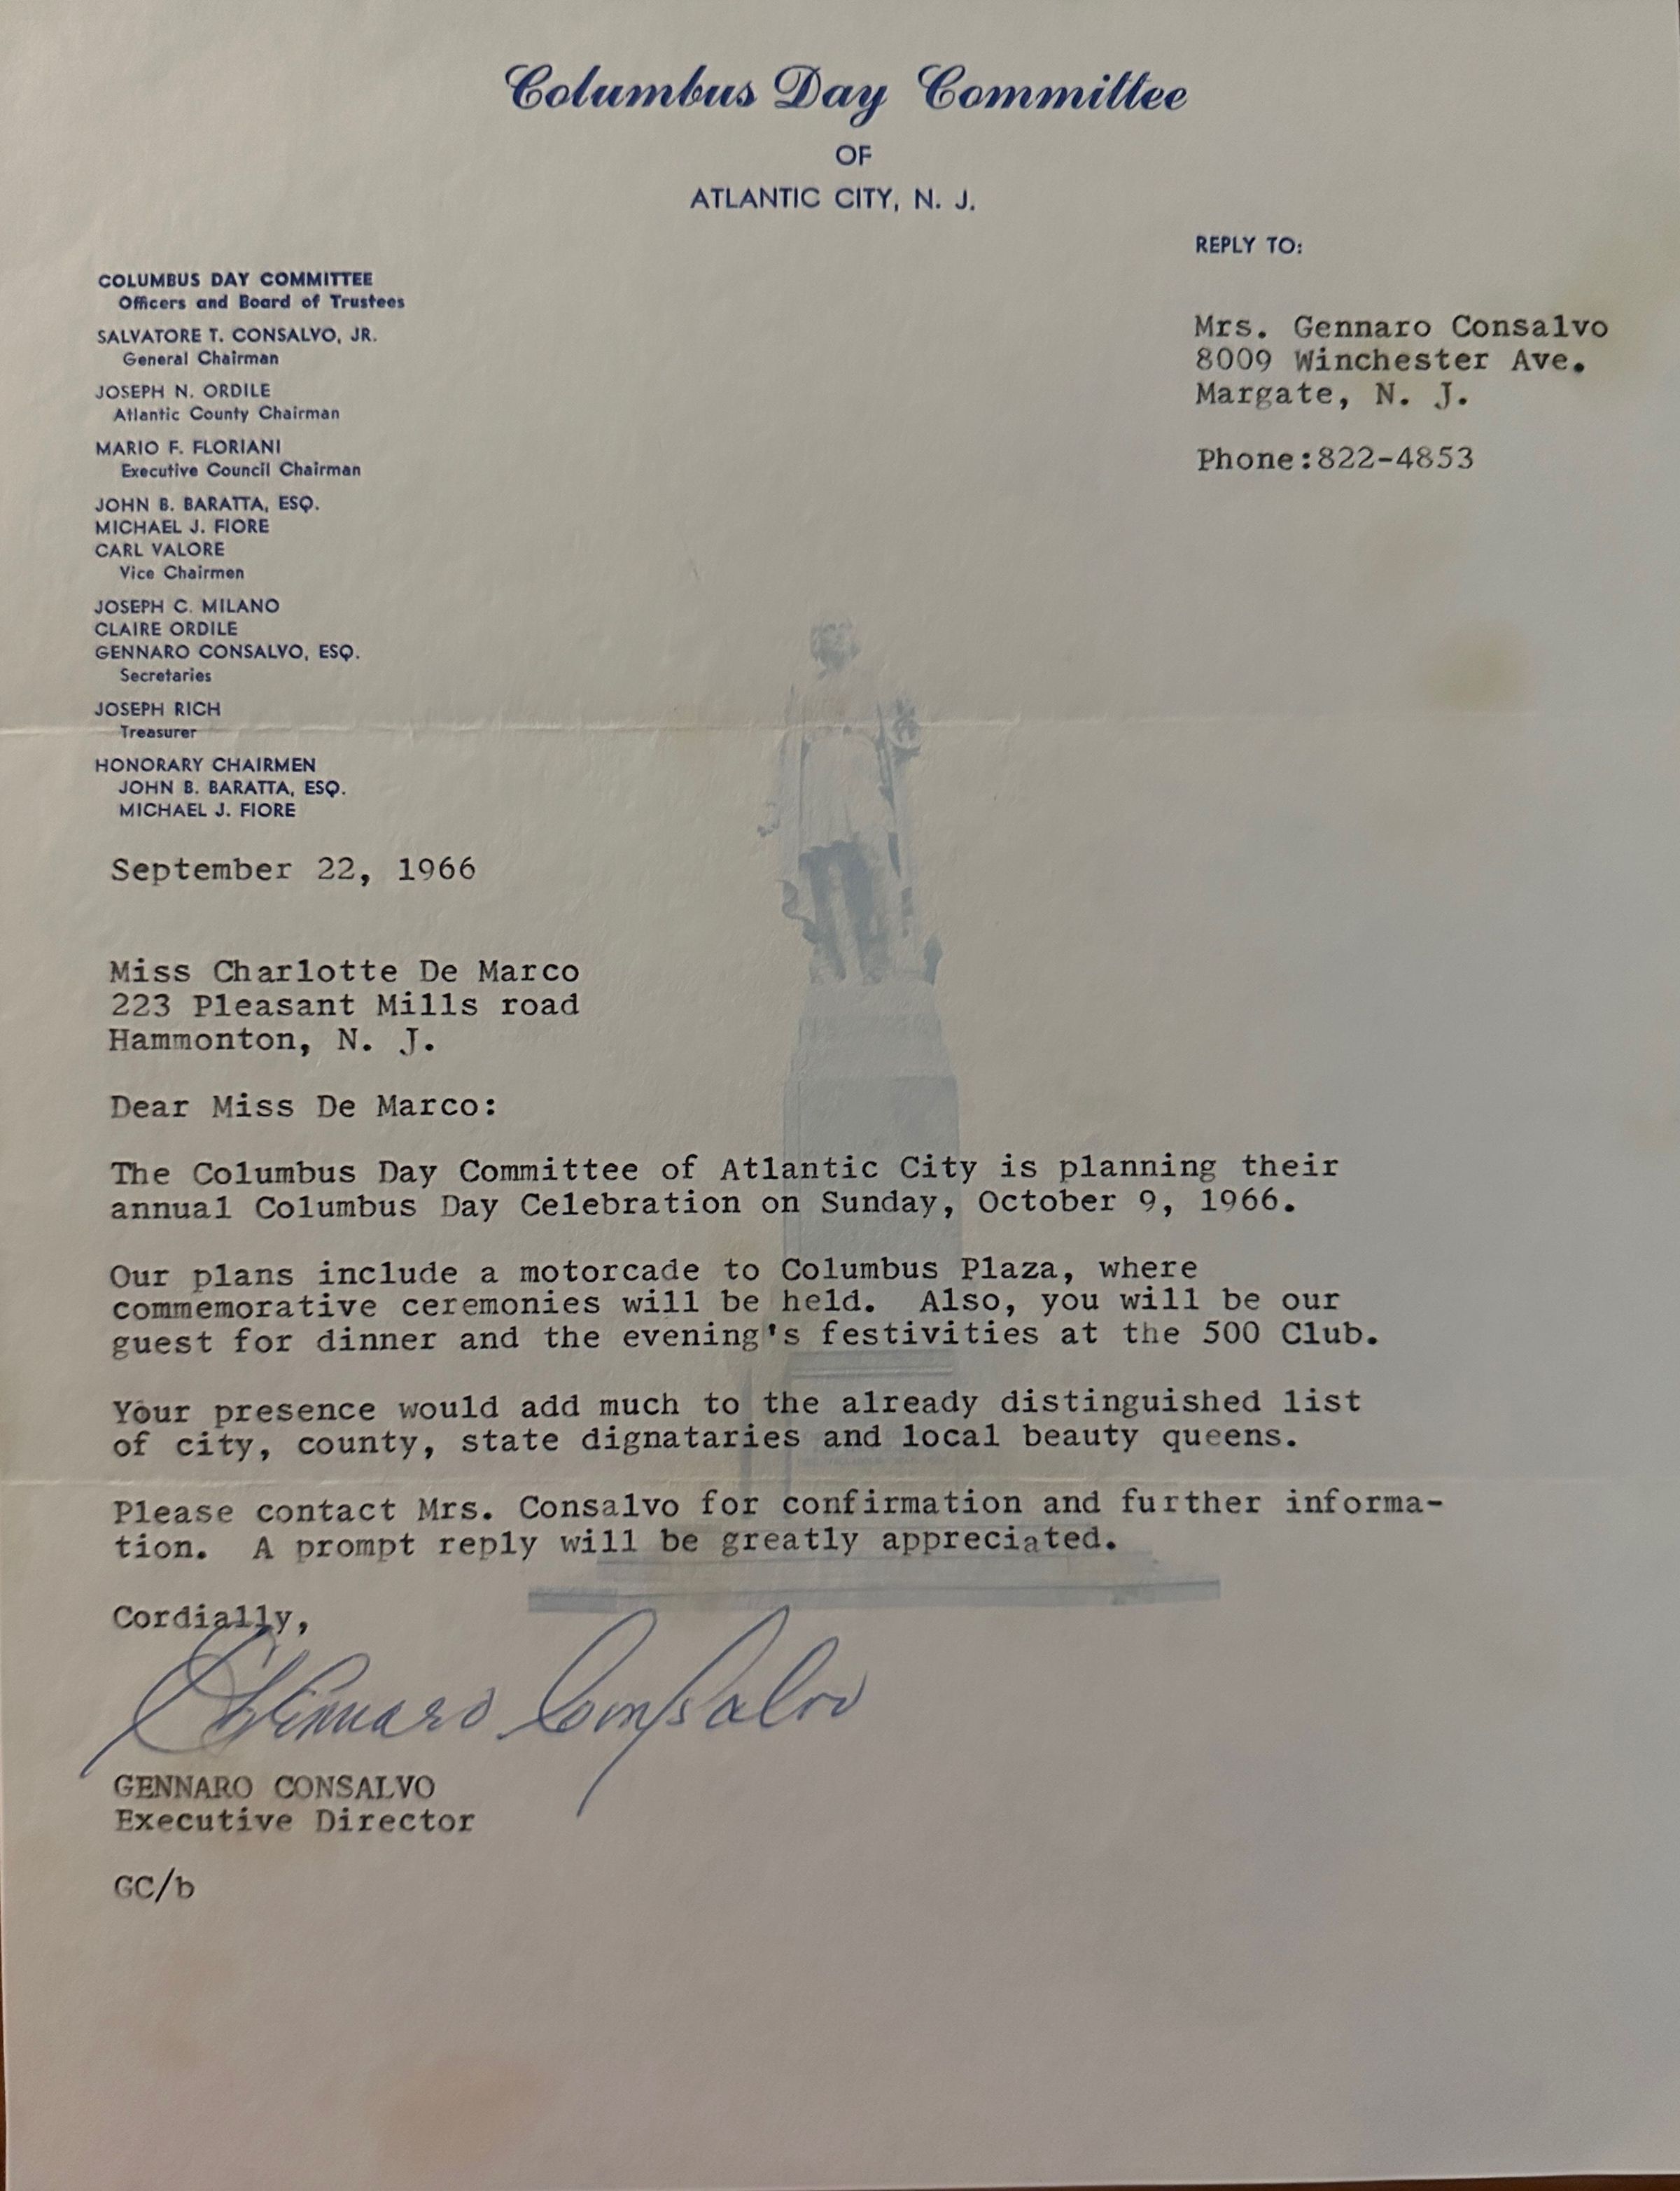 Columbus Day Committee
OF
ATLANTIC CITY, N. J.
REPLY TO:
Mrs. Gennaro Consalvo
8009 Winchester Ave.
Margate, N. J.
Phone:822-4853
COLUMBUS DAY COMMITTEE
Officers and Board of Trustees
SALVATORE T. CONSALVO, JR.
General Chairman
JOSEPH N. ORDILE
Atlantic County Chairman
MARIO F. FLORIANI
Executive Council Chairman
JOHN B. BARATTA, ESQ.
MICHAEL J. FIORE
CARL VALORE
Vice Chairmen
JOSEPH C. MILANO
CLAIRE ORDILE
GENNARO CONSALVO, ESQ.
Secretaries
JOSEPH RICH
Treasurer
HONORARY CHAIRMEN
JOHN B. BARATTA, ESQ.
MICHAEL J. FIORE
September 22, 1966
Miss Charlotte De Marco
223 Pleasant Mills road
Hammonton, N. J.
Dear Miss De Marco:
The Columbus Day Committee of Atlantic City is planning their
annual Columbus Day Celebration on Sunday, October 9, 1966.
Our plans include a motorcade to Columbus Plaza, where
commemorative ceremonies will be held.  Also, you will be our
guest for dinner and the evening's festivities at the 500 Club.
Your presence would add much to the already distinguished list
of city, county, state dignataries and local beauty queens.
Please contact Mrs. Consalvo for confirmation and further informa-
tion.  A prompt reply will be greatly appreciated.
Cordially,
Gennaro Consalvo
GENNARO CONSALVO
Executive Director
GC/b